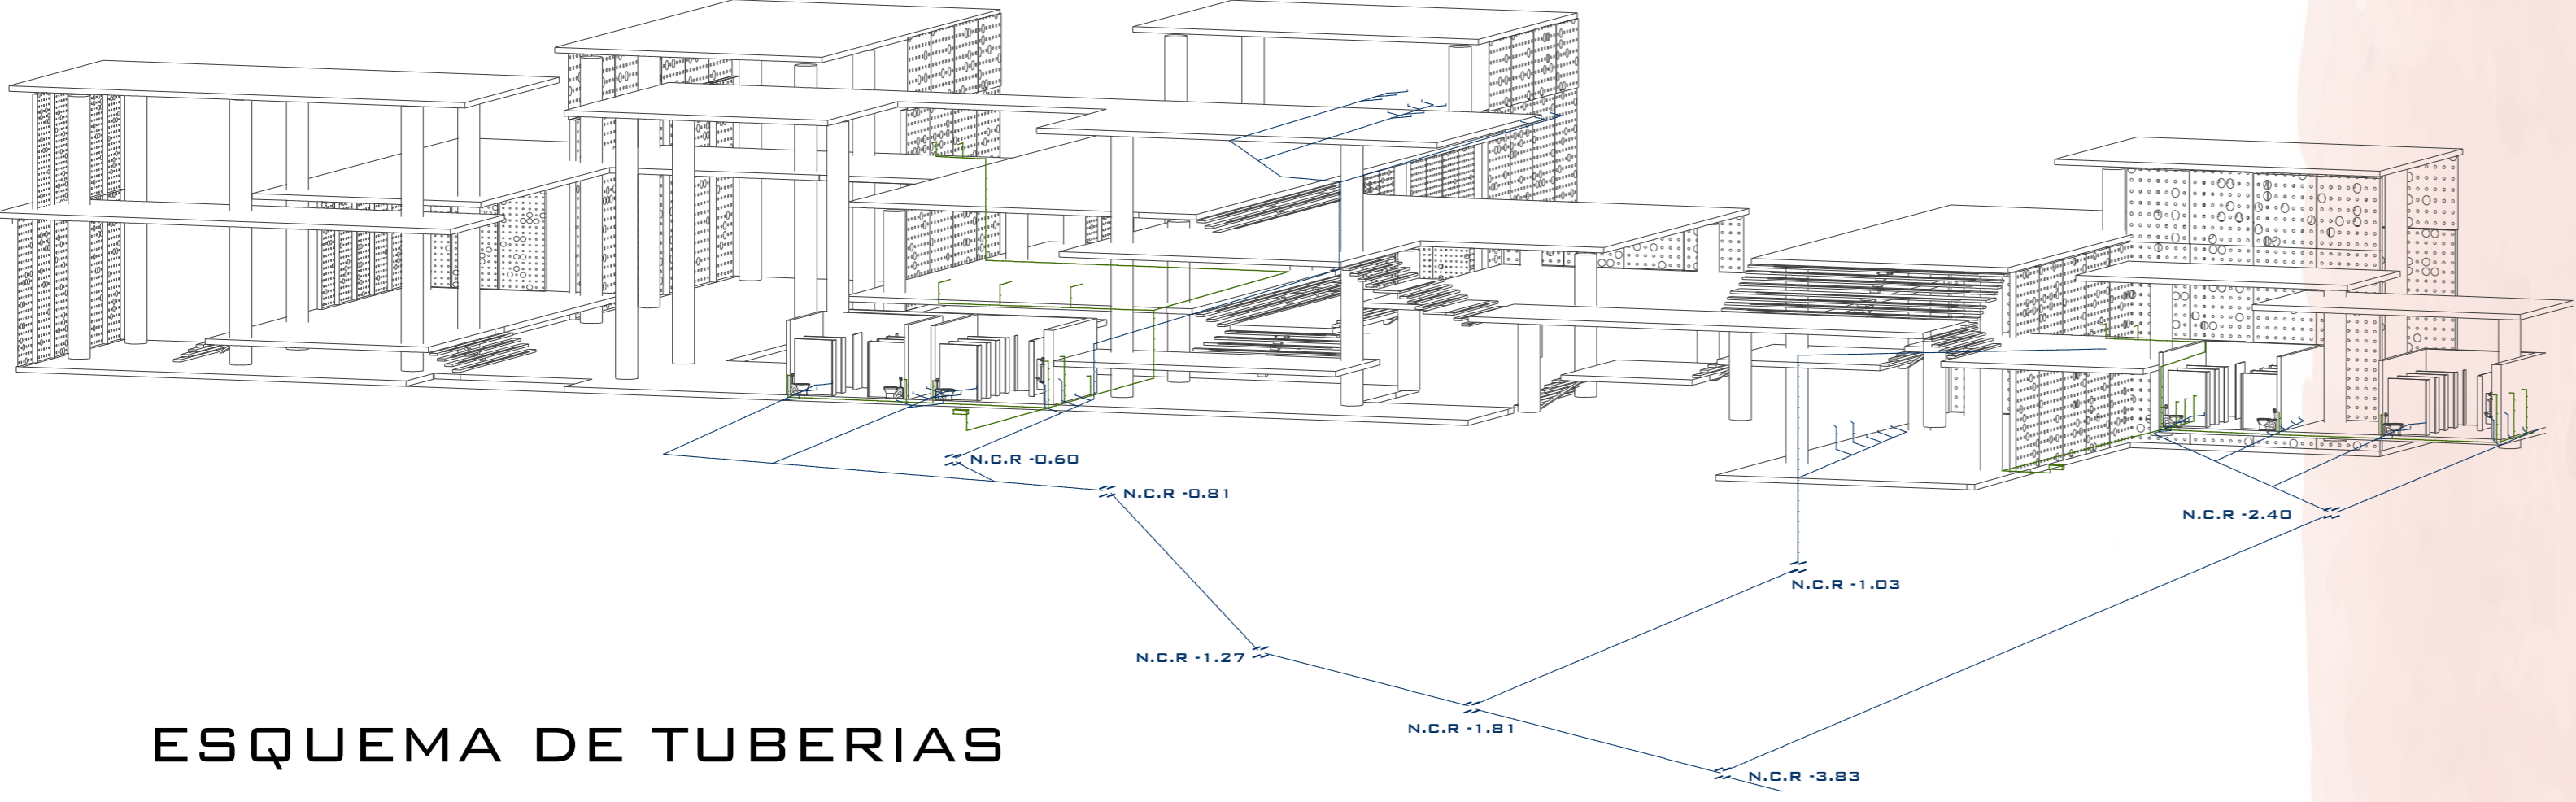 N.C.R -0.60
N.C.R -0.81
N.C.R -2.40
N.C.R -1.03
N.C.R -1.27
N.C.R -1.81
N.C.R -3.83
ESQUEMA DE TUBERIAS